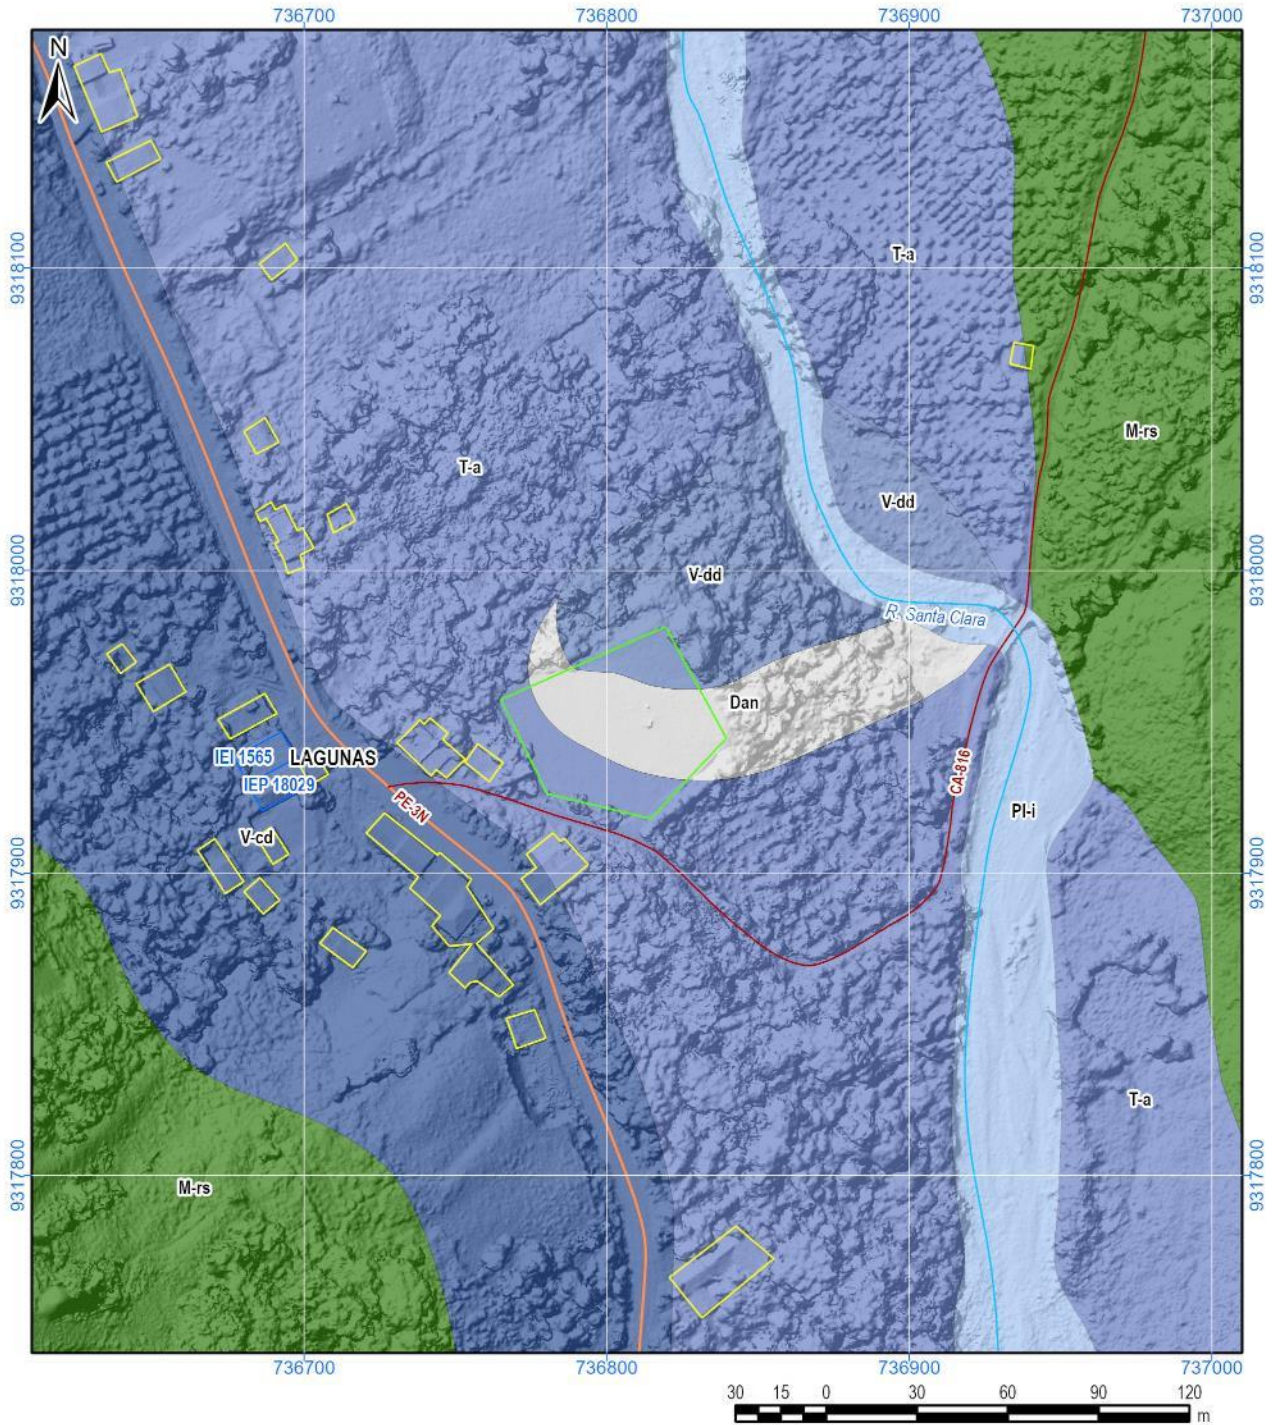 736700 736800 736900 737000
N
9318100 9318100
T-a
M-rs
T-a
V-dd
9318000 9318000
V-dd
R. Santa Clara
Dan
IEI 1565 LAGUNAS
IEP 18029
CA-816
PE-3N
PI-i
V-cd
9317900 9317900
T-a
9317800 9317800
M-rs
736700 736800 736900 737000
30 15 0 30 60 90 120
m